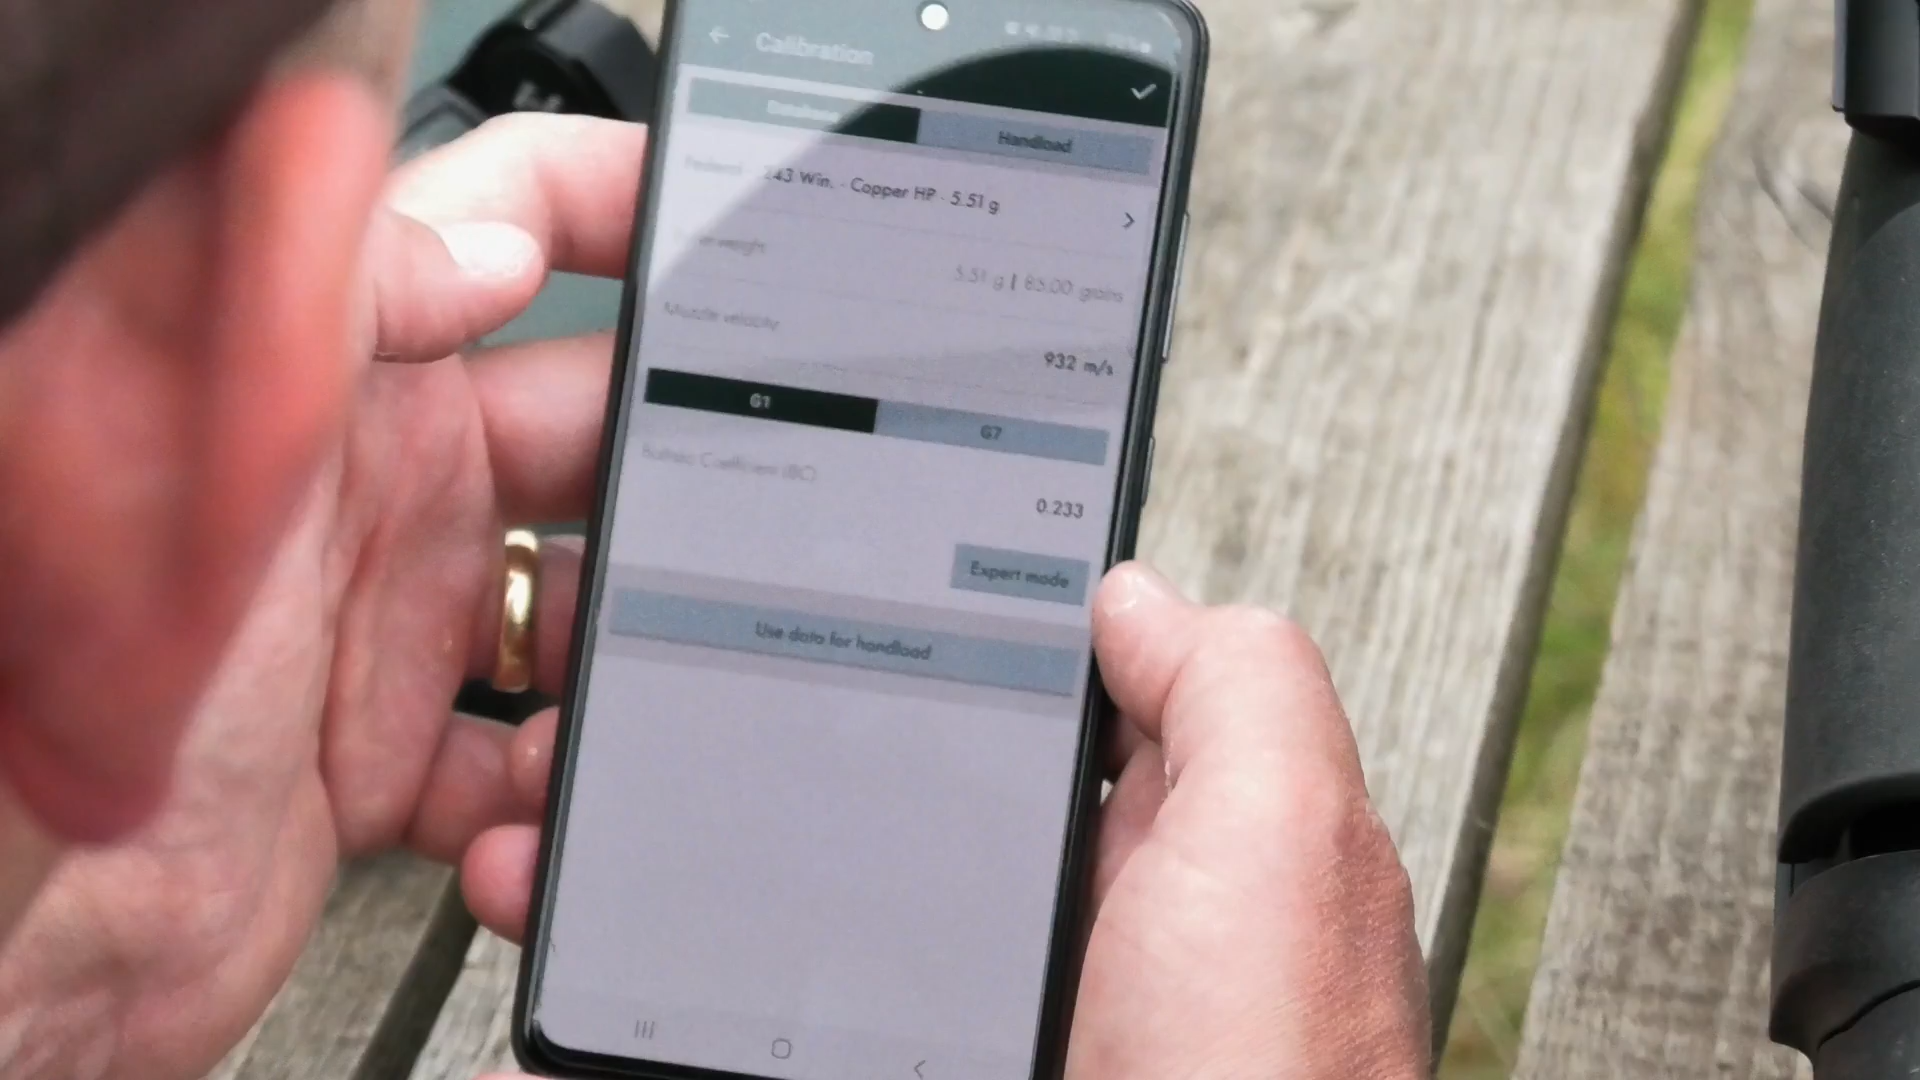 Calibration
Handload
Federal · .243 Win. · Copper HP · 5.51 g
weight
5.51 g | 85.00 grains
Muzzle velocity
932 m/s
G1
G7
Ballistic Coefficient (BC)
0.233
Expert mode
Use data for handload